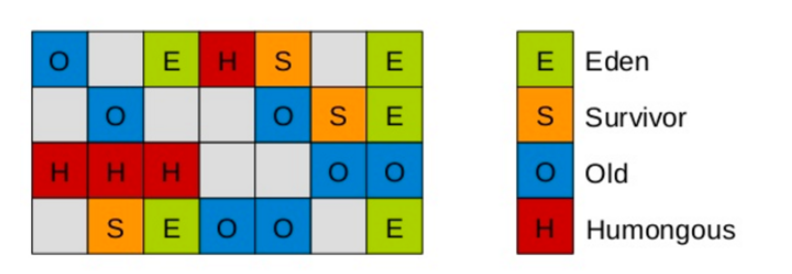 O E H S E E Eden
O O S E S Survivor
H H H O O O Old
S E O O E H Humongous